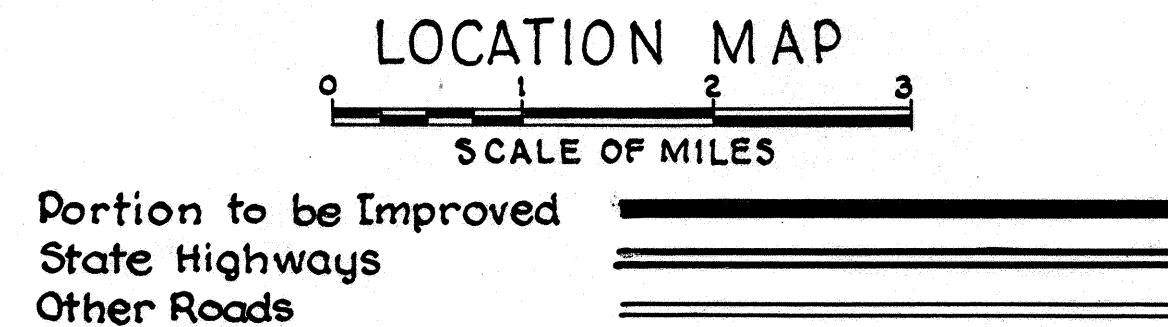 LOCATION MAP
0 1 2 3
SCALE OF MILES
Portion to be Improved
State Highways
Other Roads